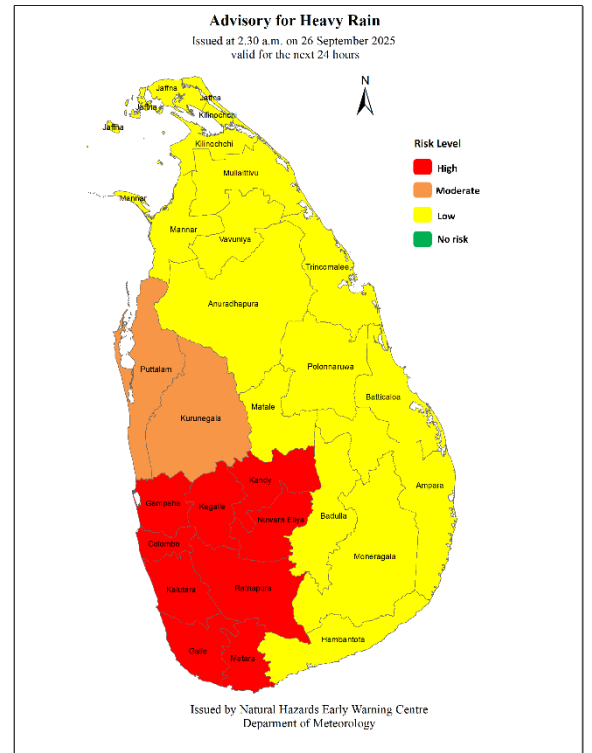 Advisory for Heavy Rain
Issued at 2.30 a.m. on 26 September 2025
valid for the next 24 hours
N
Risk Level
High
Moderate
Low
No risk
Jaffna
Jaffna
Jaffna
Jaffna
Kilinochchi
Kilinochchi
Mullaittivu
Mannar
Mannar
Vavuniya
Trincomalee
Anuradhapura
Puttalam
Polonnaruwa
Batticaloa
Matale
Kurunegala
Kandy
Ampara
Gampaha
Kegalle
Nuwara Eliya
Badulla
Colombo
Moneragala
Kalutara
Ratnapura
Hambantota
Galle
Matara
Issued by Natural Hazards Early Warning Centre
Deparment of Meteorology